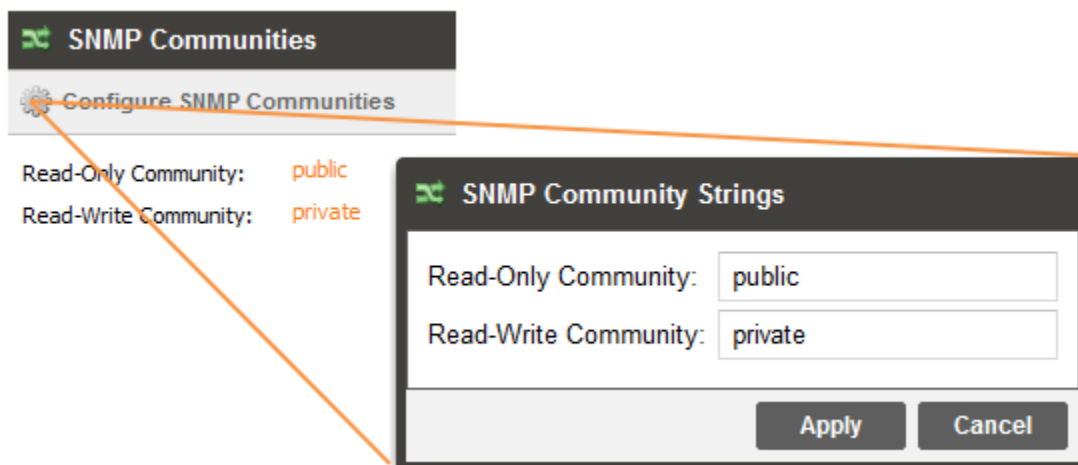 SNMP Communities
Configure SNMP Communities
Read-Only Community: public
Read-Write Community: private
SNMP Community Strings
Read-Only Community: public
Read-Write Community: private
Apply Cancel